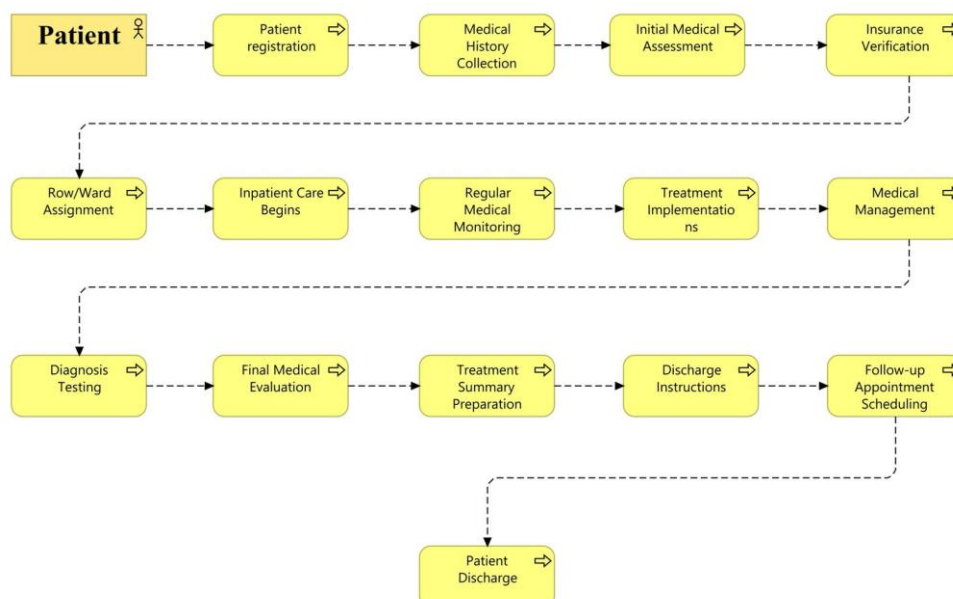 Patient
Patient
registration
Medical
History
Collection
Initial Medical
Assessment
Insurance
Verification
Row/Ward
Assignment
Inpatient Care
Begins
Regular
Medical
Monitoring
Treatment
Implementatio
ns
Medical
Management
Diagnosis
Testing
Final Medical
Evaluation
Treatment
Summary
Preparation
Discharge
Instructions
Follow-up
Appointment
Scheduling
Patient
Discharge